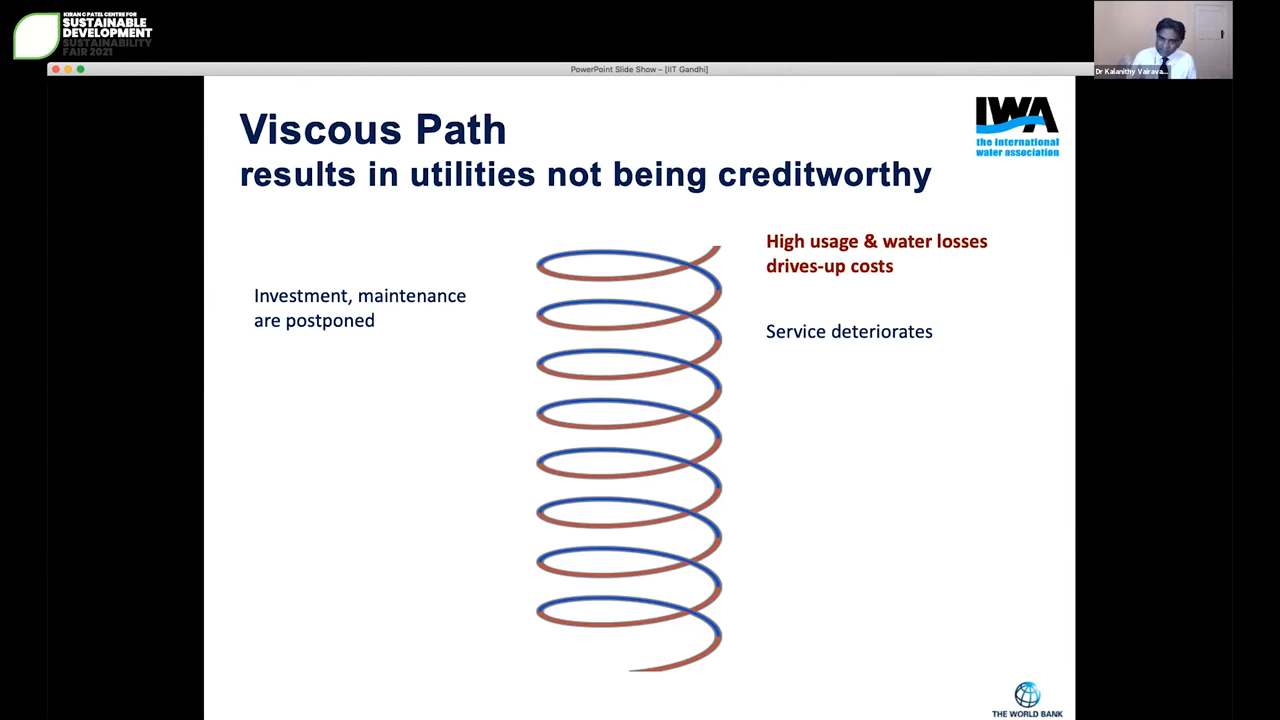 KIRAN C PATEL CENTRE FOR
SUSTAINABLE
DEVELOPMENT
SUSTAINABILITY
FAIR 2021
PowerPoint Slide Show – [IIT Gandhi]
Dr Kalanithy Vairava...
Viscous Path
results in utilities not being creditworthy
IWA
the international
water association
High usage & water losses
drives-up costs
Investment, maintenance
are postponed
Service deteriorates
THE WORLD BANK